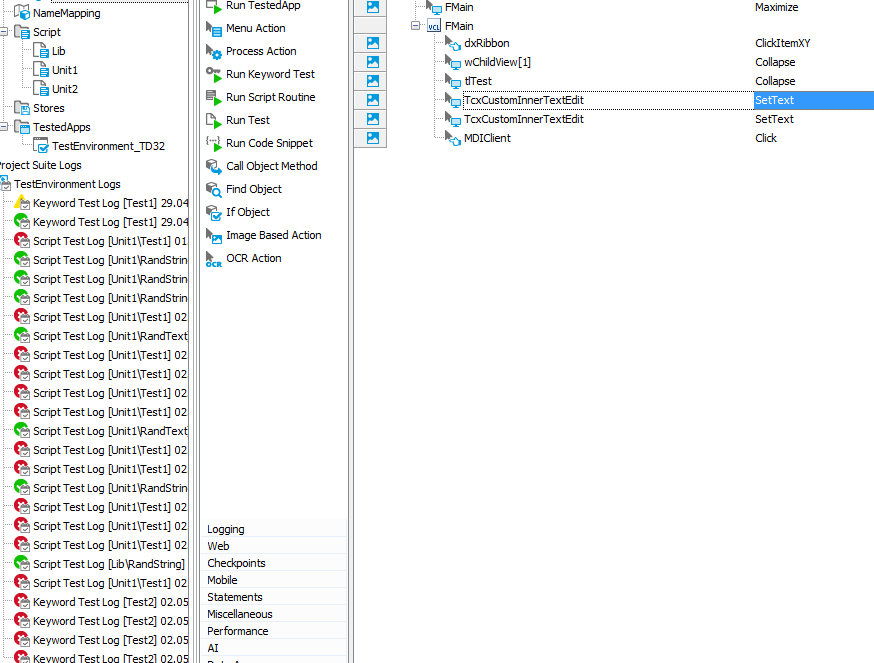 NameMapping
Script
Lib
Unit1
Unit2
Stores
TestedApps
TestEnvironment_TD32
Project Suite Logs
TestEnvironment Logs
Keyword Test Log [Test1] 29.04
Keyword Test Log [Test1] 29.04
Script Test Log [Unit1\Test1] 01
Script Test Log [Unit1\RandStrin
Script Test Log [Unit1\RandStrin
Script Test Log [Unit1\RandStrin
Script Test Log [Unit1\Test1] 02
Script Test Log [Unit1\RandText
Script Test Log [Unit1\Test1] 02.
Script Test Log [Unit1\Test1] 02.
Script Test Log [Unit1\Test1] 02.
Script Test Log [Unit1\Test1] 02.
Script Test Log [Unit1\RandText
Script Test Log [Unit1\Test1] 02.
Script Test Log [Unit1\Test1] 02.
Script Test Log [Unit1\RandStrin
Script Test Log [Unit1\Test1] 02.
Script Test Log [Unit1\Test1] 02.
Script Test Log [Unit1\Test1] 02.
Script Test Log [Lib\RandString]
Script Test Log [Unit1\Test1] 02.
Keyword Test Log [Test2] 02.05
Keyword Test Log [Test2] 02.05
Keyword Test Log [Test2] 02.05
Keyword Test Log [Test2] 02.05
Run TestedApp
Menu Action
Process Action
Run Keyword Test
Run Script Routine
Run Test
Run Code Snippet
Call Object Method
Find Object
If Object
Image Based Action
OCR Action
Logging
Web
Checkpoints
Mobile
Statements
Miscellaneous
Performance
AI
FMain Maximize
FMain
dxRibbon ClickItemXY
wChildView[1] Collapse
tlTest Collapse
TcxCustomInnerTextEdit SetText
TcxCustomInnerTextEdit SetText
MDIClient Click